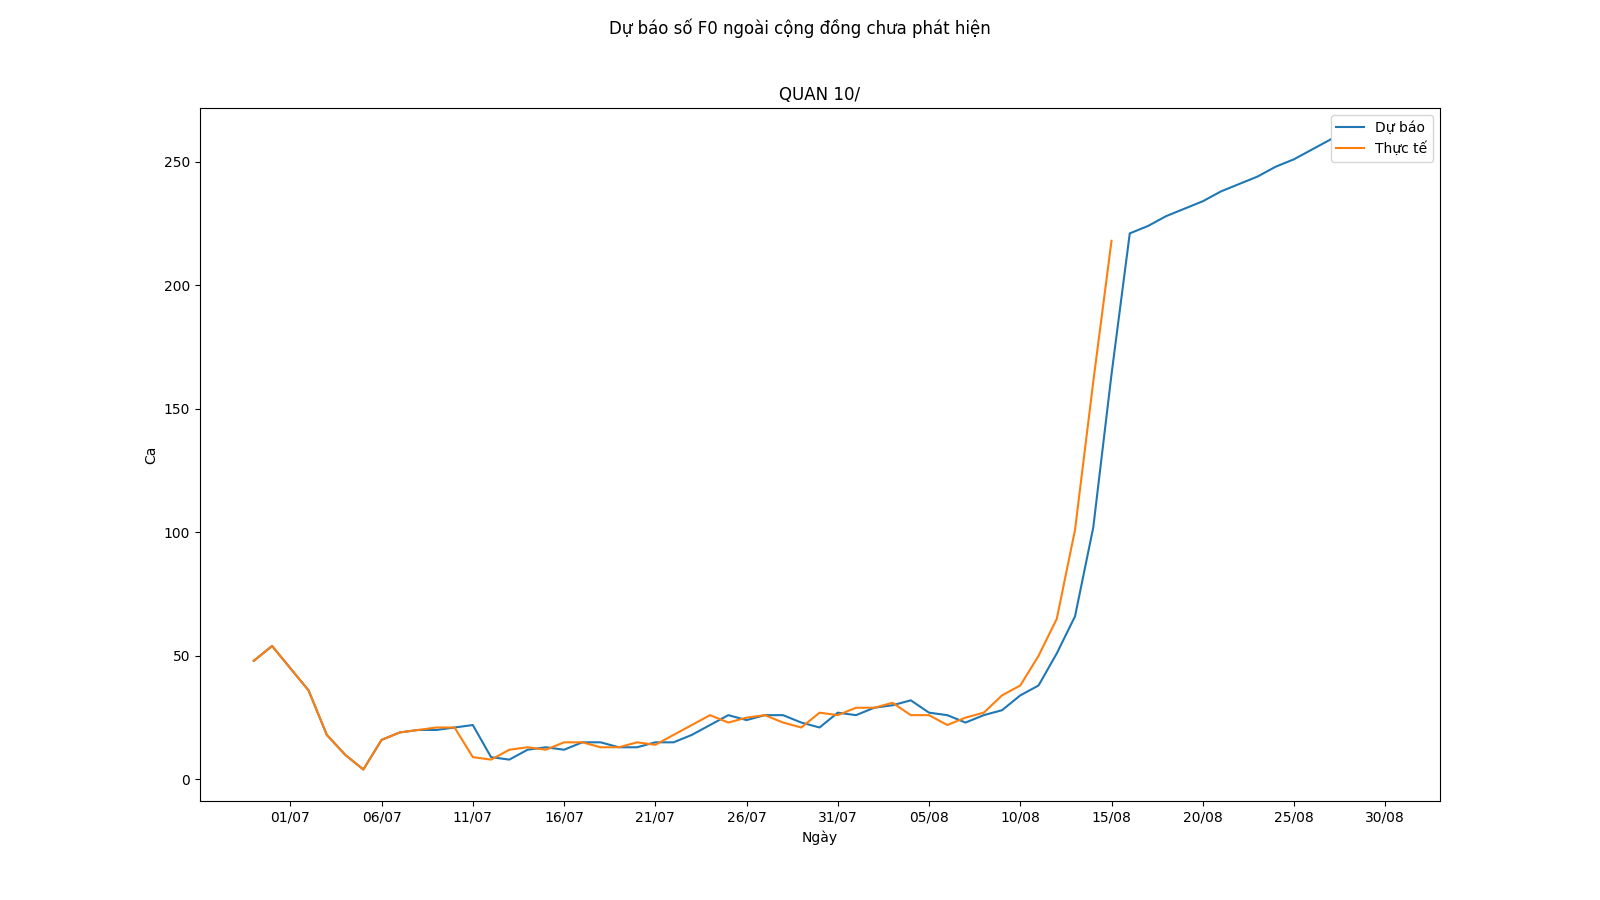 Dự báo số F0 ngoài cộng đồng chưa phát hiện
QUAN 10/
Dự báo
Thực tế
250
200
150
100
50
0
Ca
01/07 06/07 11/07 16/07 21/07 26/07 31/07 05/08 10/08 15/08 20/08 25/08 30/08
Ngày